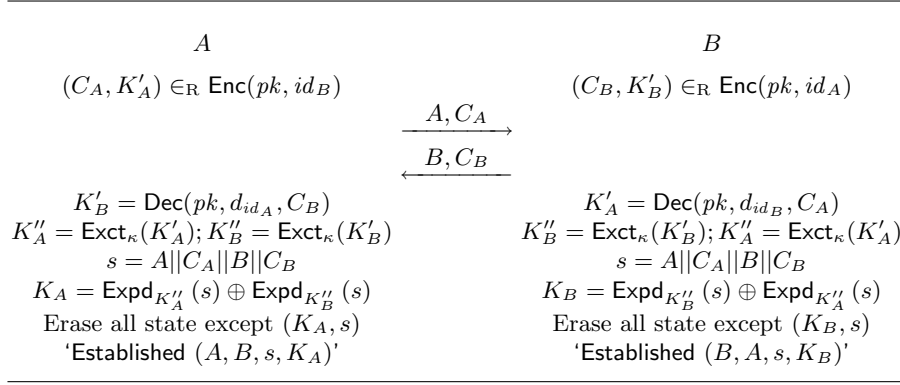 A B
(C_A, K'_A) ∈_R Enc(pk, id_B) (C_B, K'_B) ∈_R Enc(pk, id_A)
A, C_A
B, C_B
K'_B = Dec(pk, d_{id_A}, C_B) K'_A = Dec(pk, d_{id_B}, C_A)
K''_A = Exct_κ(K'_A); K''_B = Exct_κ(K'_B) K''_B = Exct_κ(K'_B); K''_A = Exct_κ(K'_A)
s = A||C_A||B||C_B s = A||C_A||B||C_B
K_A = Expd_{K''_A}(s) ⊕ Expd_{K''_B}(s) K_B = Expd_{K''_B}(s) ⊕ Expd_{K''_A}(s)
Erase all state except (K_A, s) Erase all state except (K_B, s)
‘Established (A, B, s, K_A)’ ‘Established (B, A, s, K_B)’